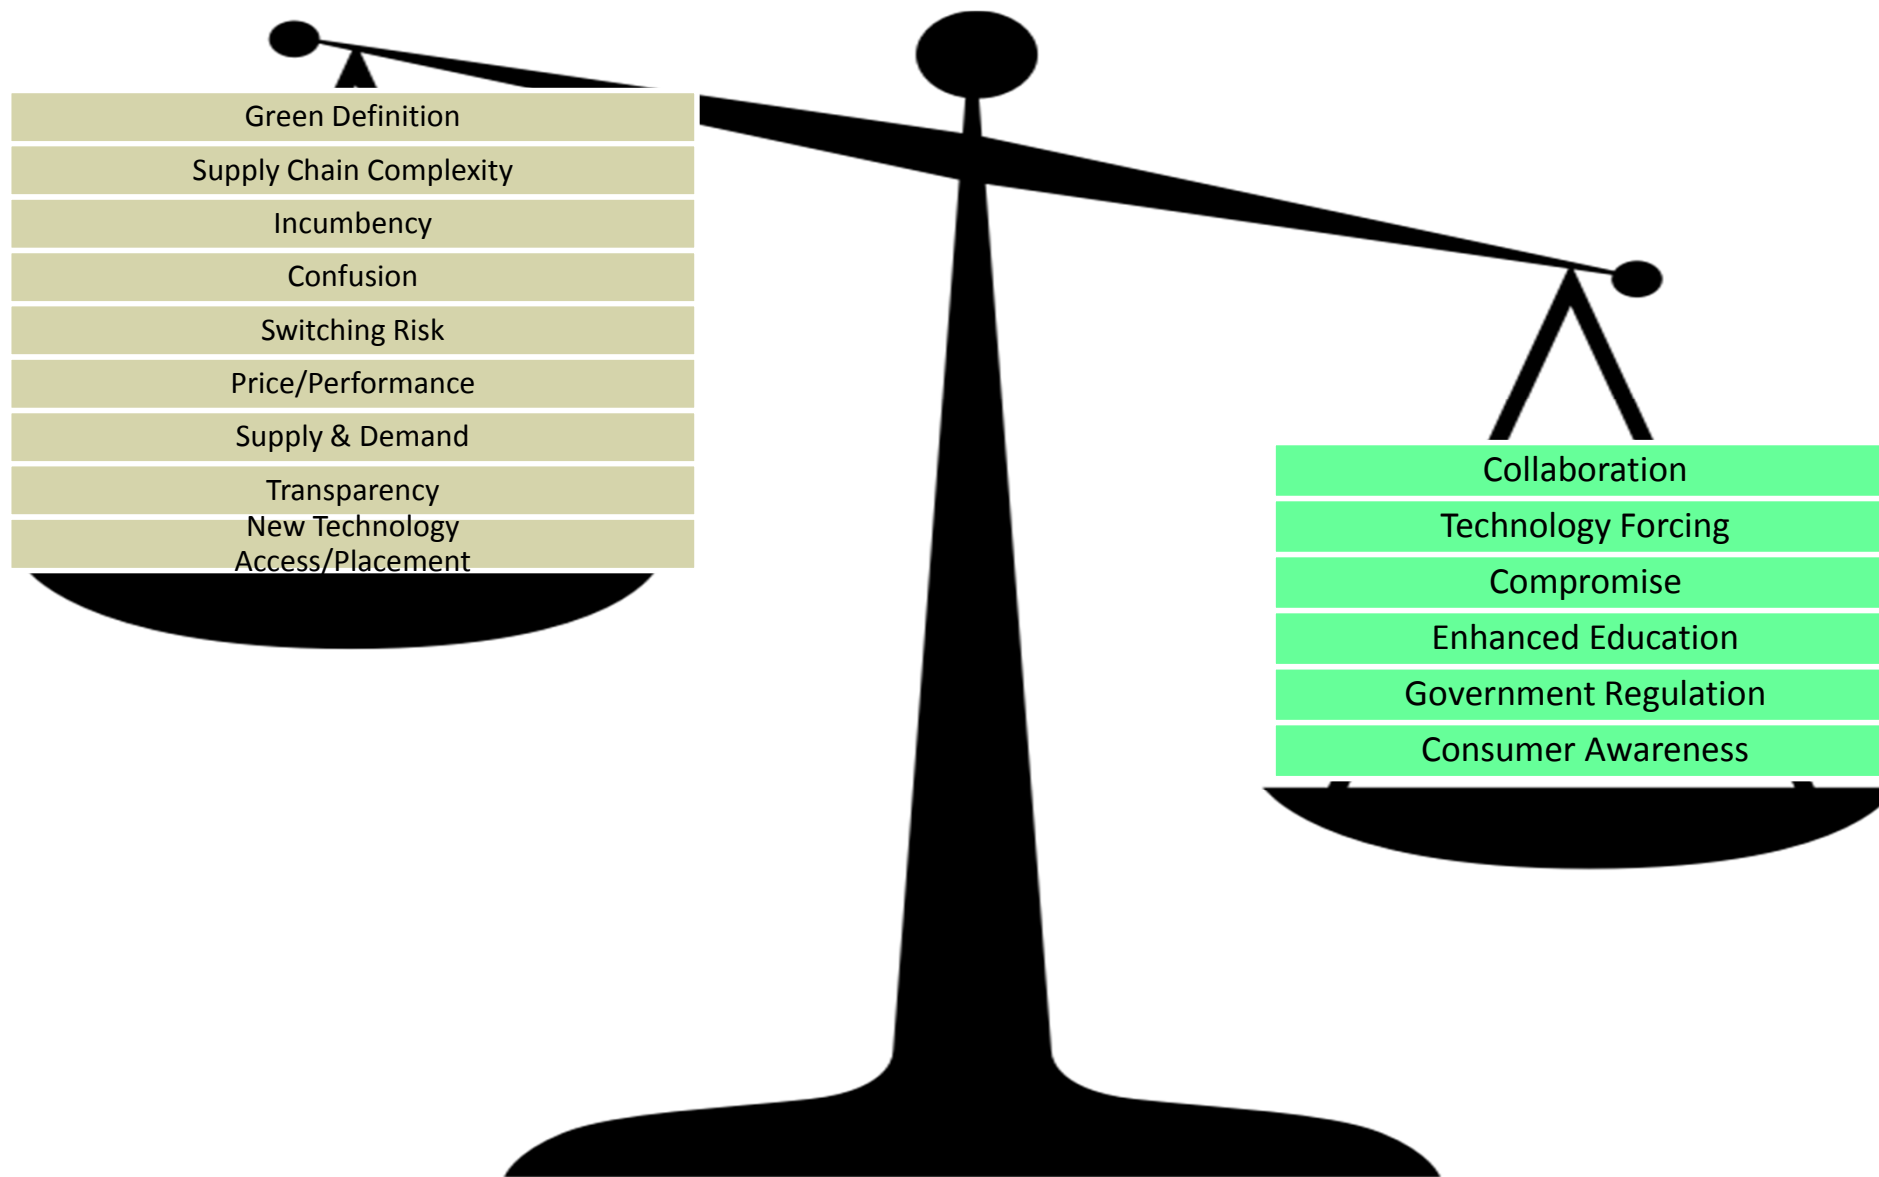 Green Definition
Supply Chain Complexity
Incumbency
Confusion
Switching Risk
Price/Performance
Supply & Demand
Transparency
New Technology
Access/Placement
Collaboration
Technology Forcing
Compromise
Enhanced Education
Government Regulation
Consumer Awareness